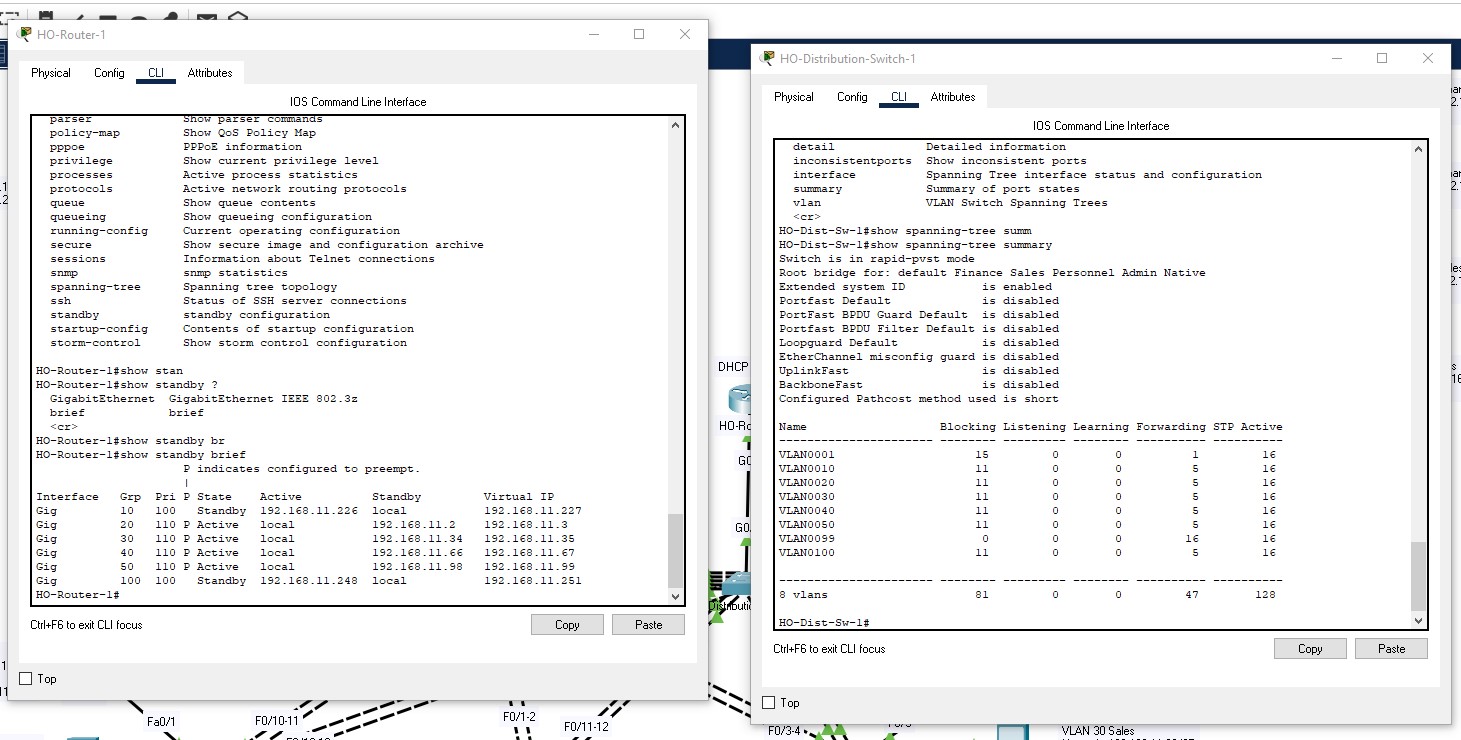 HO-Router-1
Physical Config CLI Attributes
IOS Command Line Interface
parser Show parser commands
policy-map Show QoS Policy Map
pppoe PPPoE information
privilege Show current privilege level
processes Active process statistics
protocols Active network routing protocols
queue Show queue contents
queueing Show queueing configuration
running-config Current operating configuration
secure Show secure image and configuration archive
sessions Information about Telnet connections
snmp snmp statistics
spanning-tree Spanning tree topology
ssh Status of SSH server connections
standby standby configuration
startup-config Contents of startup configuration
storm-control Show storm control configuration
HO-Router-1#show stan
HO-Router-1#show standby ?
GigabitEthernet GigabitEthernet IEEE 802.3z
brief brief
<cr>
HO-Router-1#show standby br
HO-Router-1#show standby brief
P indicates configured to preempt.
|
Interface Grp Pri P State Active Standby Virtual IP
Gig 10 100 Standby 192.168.11.226 local 192.168.11.227
Gig 20 110 P Active local 192.168.11.2 192.168.11.3
Gig 30 110 P Active local 192.168.11.34 192.168.11.35
Gig 40 110 P Active local 192.168.11.66 192.168.11.67
Gig 50 110 P Active local 192.168.11.98 192.168.11.99
Gig 100 100 Standby 192.168.11.248 local 192.168.11.251
HO-Router-1#
Ctrl+F6 to exit CLI focus
Copy Paste
Top
HO-Distribution-Switch-1
Physical Config CLI Attributes
IOS Command Line Interface
detail Detailed information
inconsistentports Show inconsistent ports
interface Spanning Tree interface status and configuration
summary Summary of port states
vlan VLAN Switch Spanning Trees
<cr>
HO-Dist-Sw-1#show spanning-tree summ
HO-Dist-Sw-1#show spanning-tree summary
Switch is in rapid-pvst mode
Root bridge for: default Finance Sales Personnel Admin Native
Extended system ID is enabled
Portfast Default is disabled
PortFast BPDU Guard Default is disabled
Portfast BPDU Filter Default is disabled
Loopguard Default is disabled
EtherChannel misconfig guard is disabled
UplinkFast is disabled
BackboneFast is disabled
Configured Pathcost method used is short
Name Blocking Listening Learning Forwarding STP Active
---------------------- -------- --------- -------- ---------- ----------
VLAN0001 15 0 0 1 16
VLAN0010 11 0 0 5 16
VLAN0020 11 0 0 5 16
VLAN0030 11 0 0 5 16
VLAN0040 11 0 0 5 16
VLAN0050 11 0 0 5 16
VLAN0099 0 0 0 16 16
VLAN0100 11 0 0 5 16
---------------------- -------- --------- -------- ---------- ----------
8 vlans 81 0 0 47 128
HO-Dist-Sw-1#
Ctrl+F6 to exit CLI focus
Copy Paste
Top
DHCP
HO-Ro
G0
G0
Distributi
Fa0/1
F0/10-11
F0/1-2
F0/11-12
F0/3-4
VLAN 30 Sales